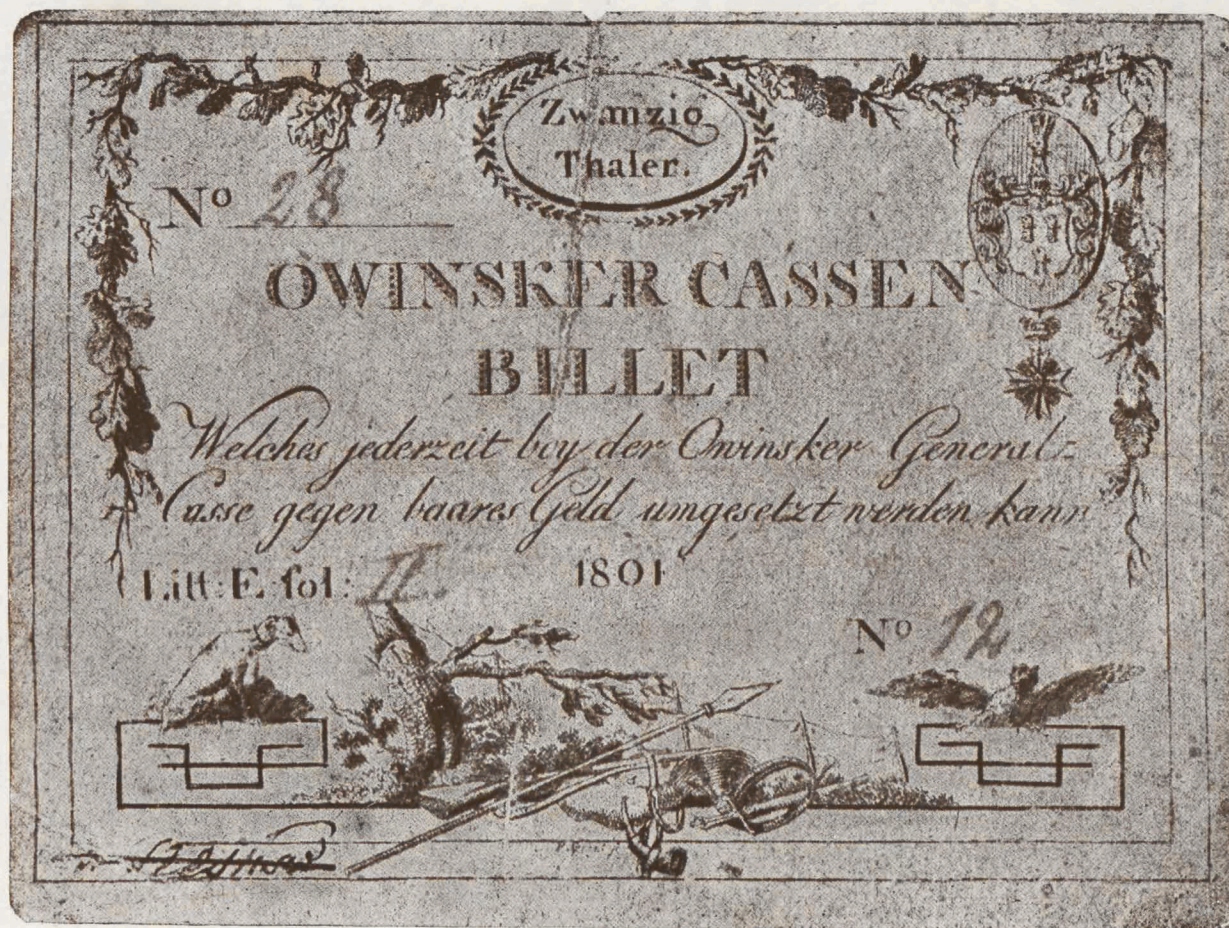 Zwanzig
Thaler.
No 28
OWINSKER CASSEN
BILLET
Welches jederzeit bey der Owinsker General=
Casse gegen baares Geld umgesetzt werden kann
Litt: E. fol: II. 1801
No 12